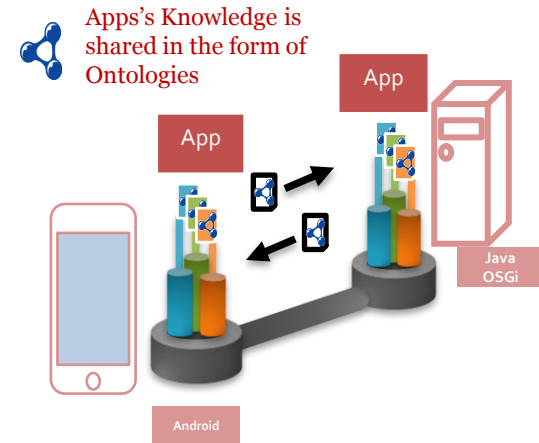 Apps's Knowledge is
shared in the form of
Ontologies
App
App
Java
OSGi
Android